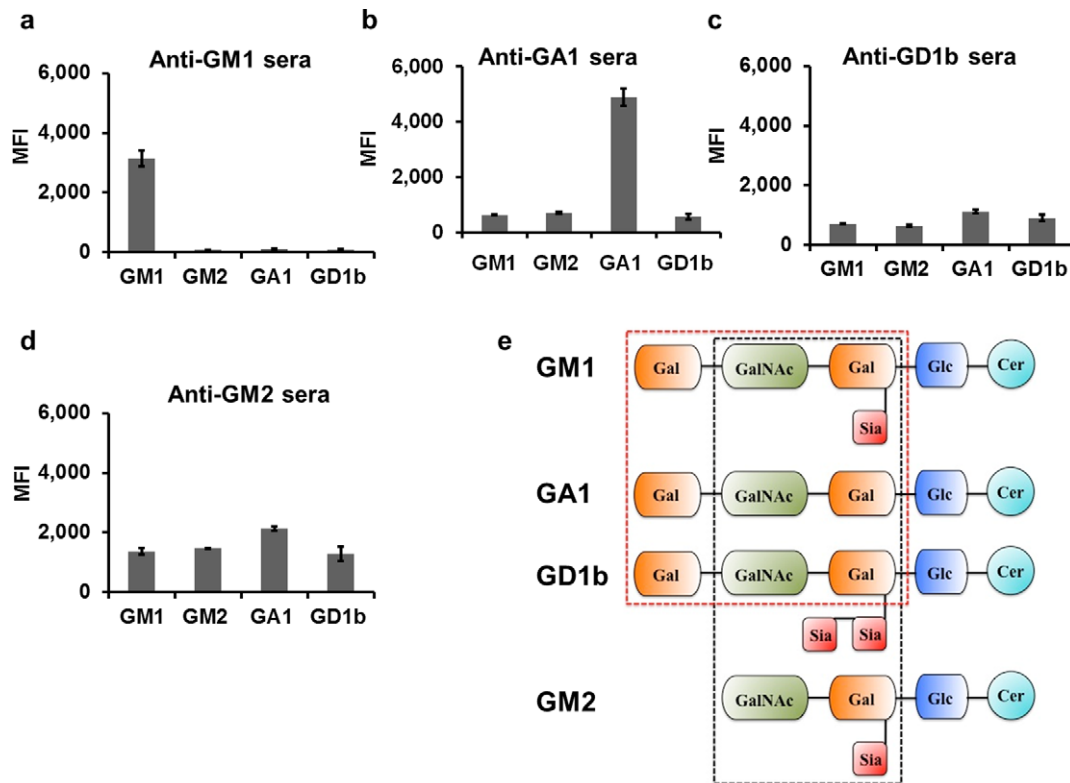 a
Anti-GM1 sera
6,000
4,000
2,000
0
MFI
GM1 GM2 GA1 GD1b
b
Anti-GA1 sera
6,000
4,000
2,000
0
MFI
GM1 GM2 GA1 GD1b
c
Anti-GD1b sera
6,000
4,000
2,000
0
MFI
GM1 GM2 GA1 GD1b
d
Anti-GM2 sera
6,000
4,000
2,000
0
MFI
GM1 GM2 GA1 GD1b
e
GM1 Gal GalNAc Gal Glc Cer
Sia
GA1 Gal GalNAc Gal Glc Cer
GD1b Gal GalNAc Gal Glc Cer
Sia Sia
GM2 GalNAc Gal Glc Cer
Sia